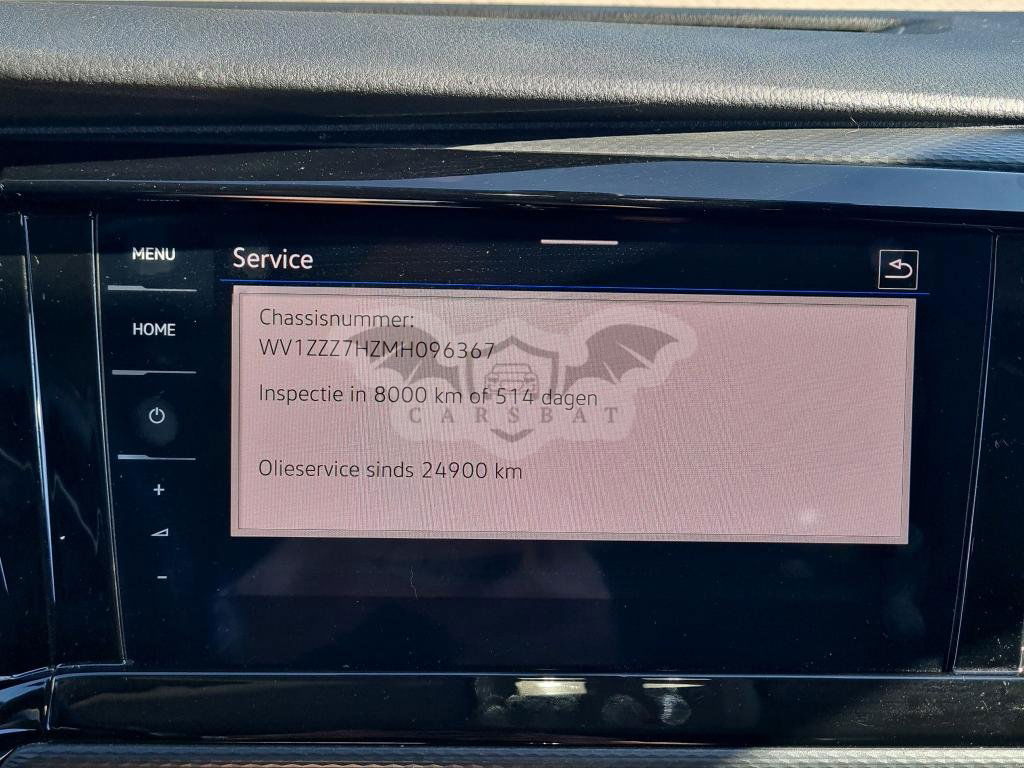 MENU
Service
HOME
Chassisnummer:
WV1ZZZ7HZMH096367
Inspectie in 8000 km of 514 dagen
CARSBAT
Olieservice sinds 24900 km
+
-